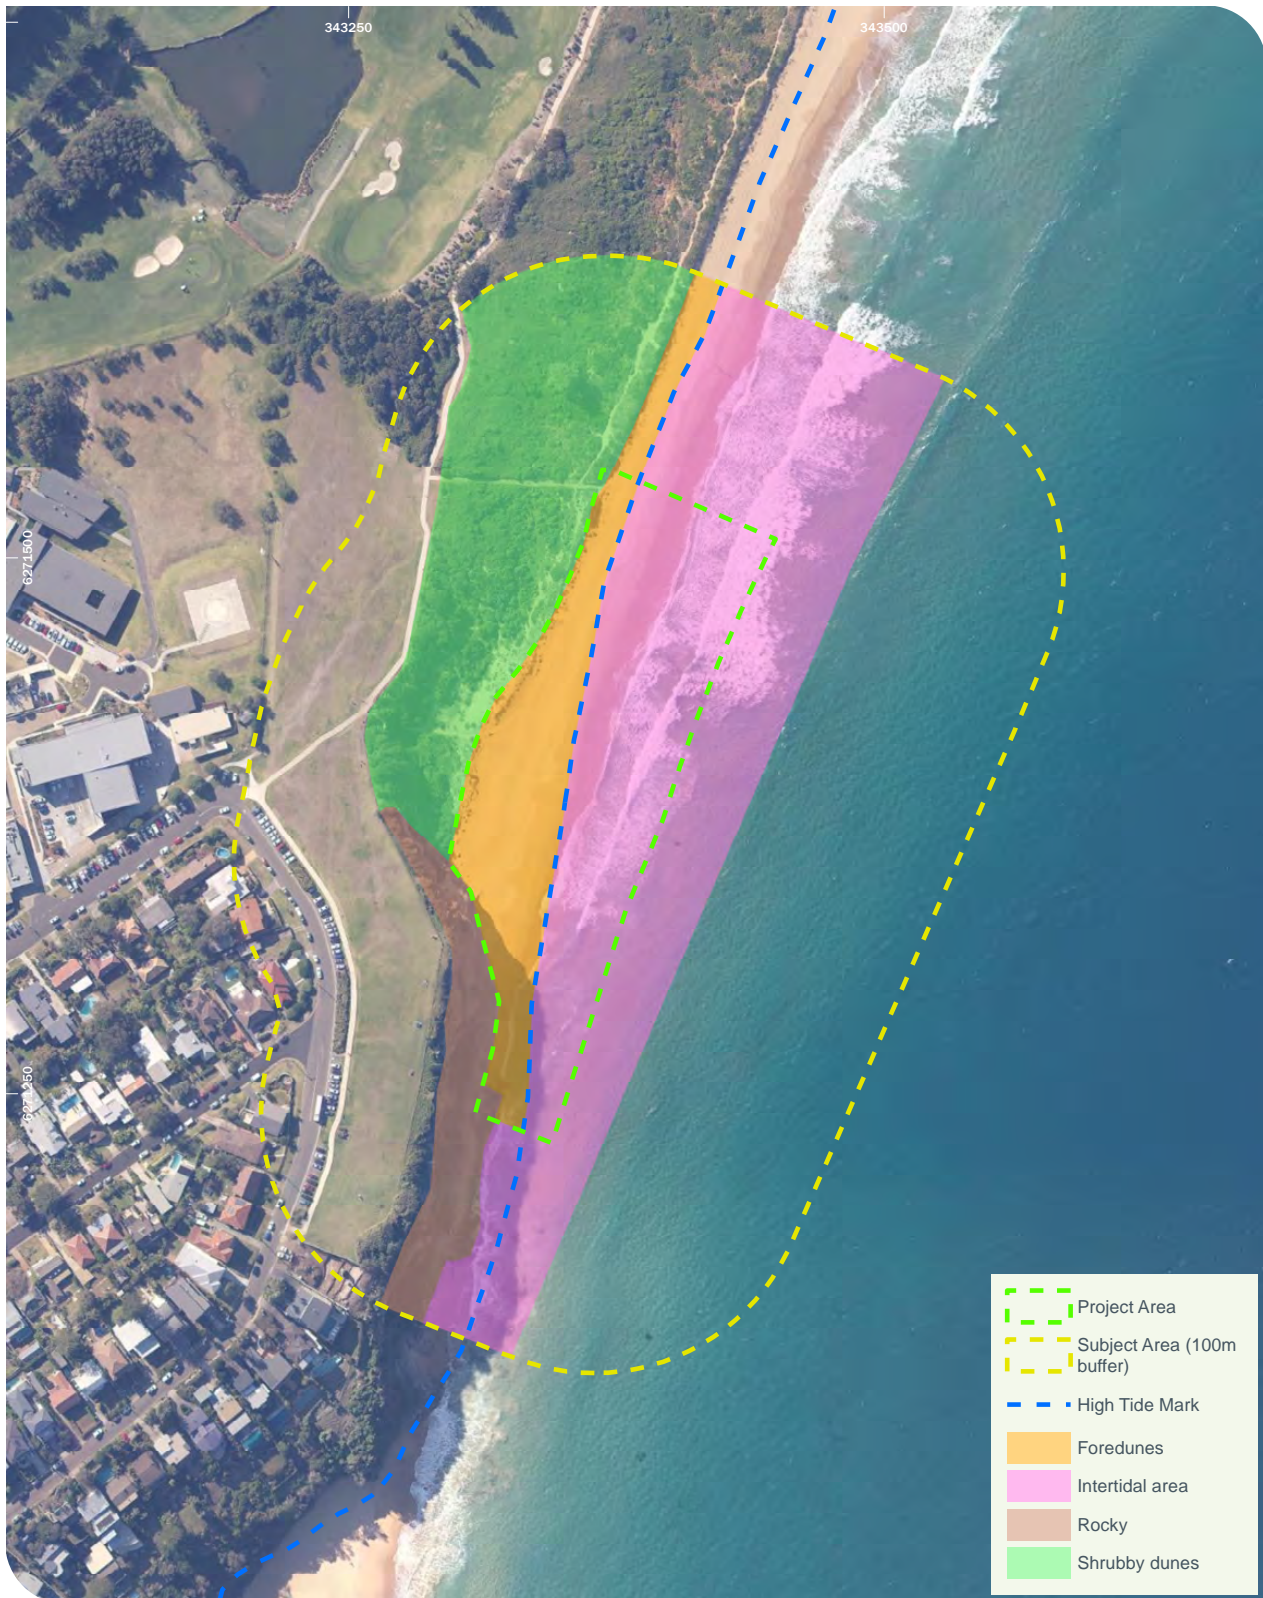 343250
343500
6271500
6271250
Project Area
Subject Area (100m
buffer)
High Tide Mark
Foredunes
Intertidal area
Rocky
Shrubby dunes